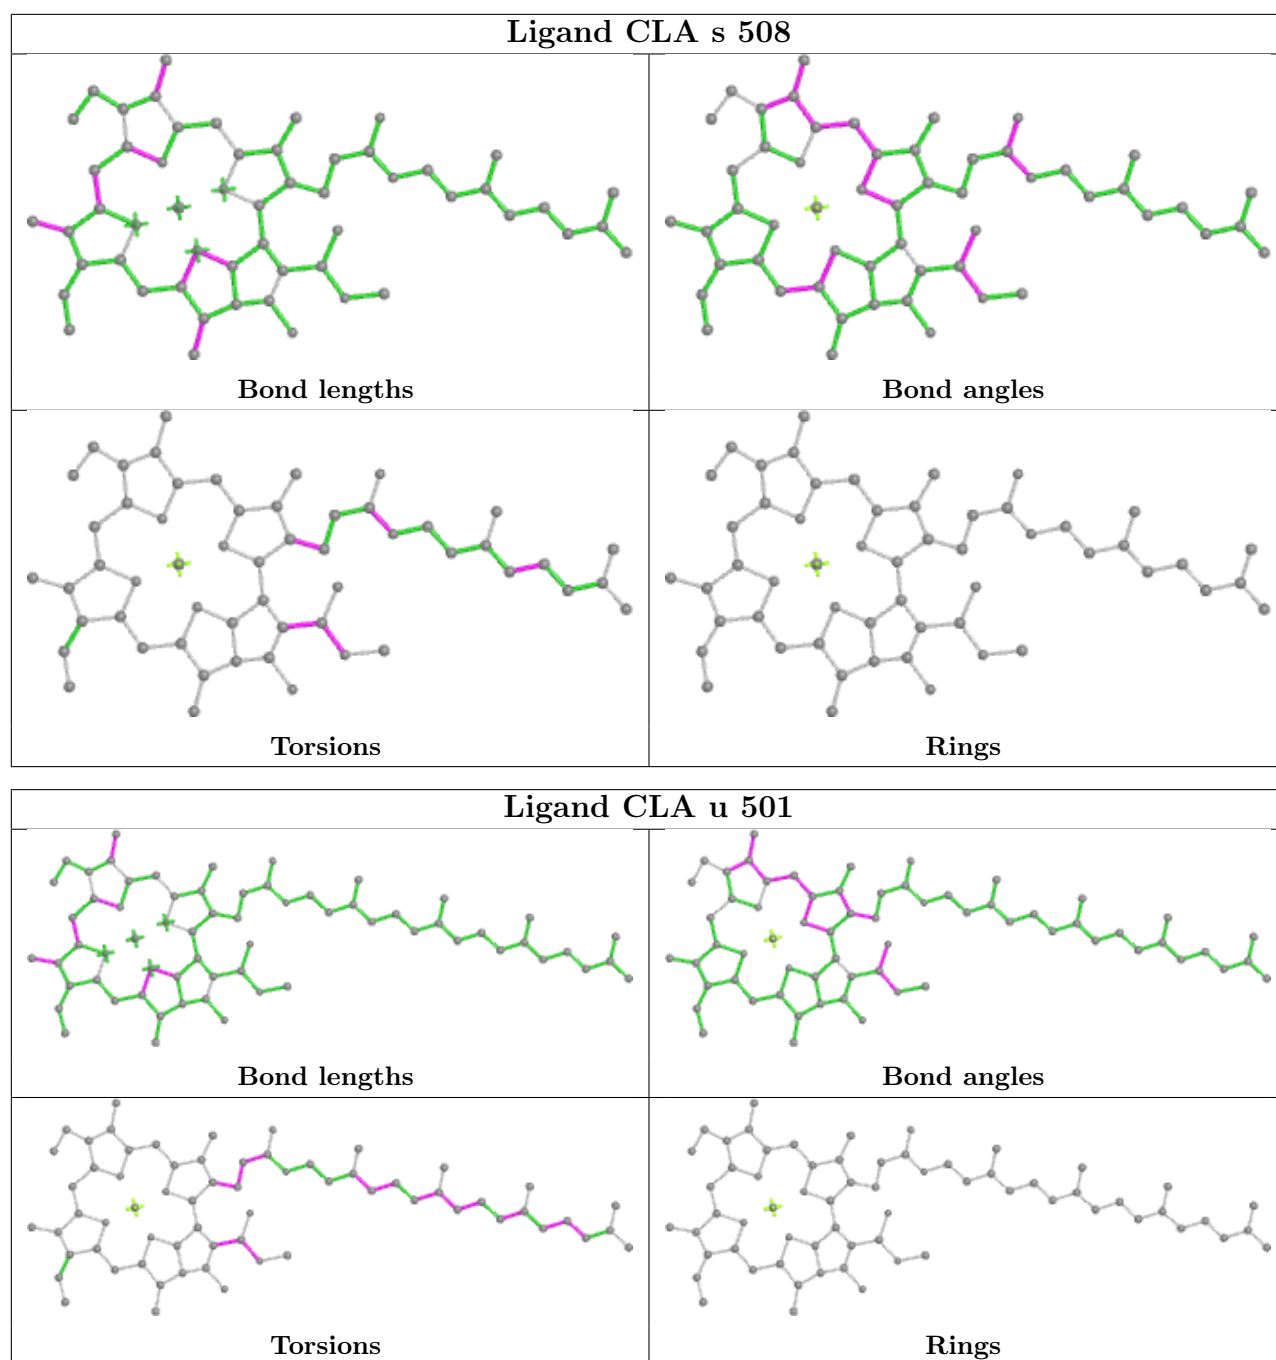 Ligand CLA s 508
Bond lengths
Bond angles
Torsions
Rings
Ligand CLA u 501
Bond lengths
Bond angles
Torsions
Rings